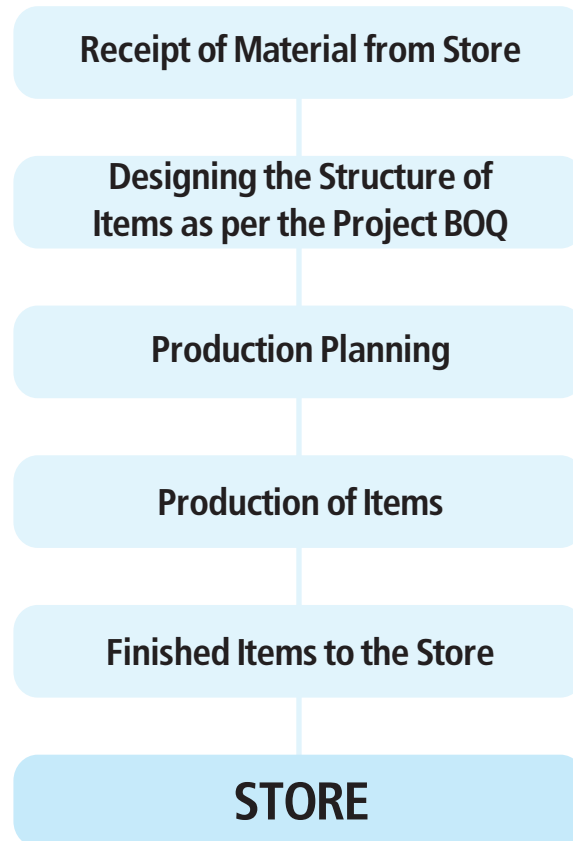 Receipt of Material from Store
Designing the Structure of
Items as per the Project BOQ
Production Planning
Production of Items
Finished Items to the Store
STORE